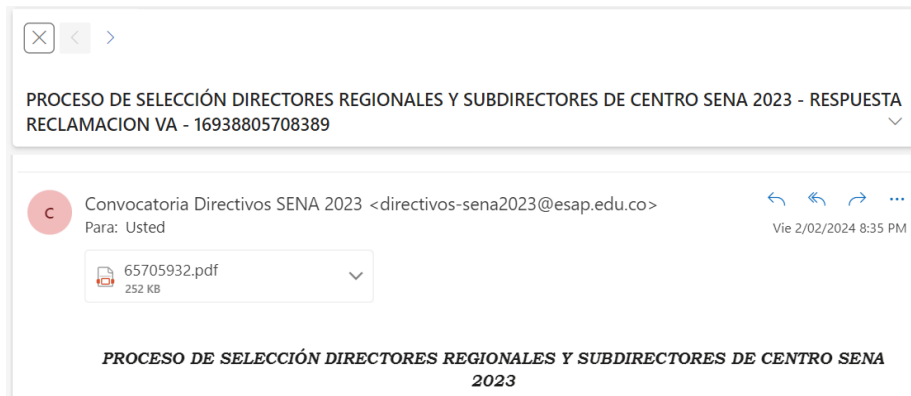 PROCESO DE SELECCIÓN DIRECTORES REGIONALES Y SUBDIRECTORES DE CENTRO SENA 2023 - RESPUESTA
RECLAMACION VA - 16938805708389
C
Convocatoria Directivos SENA 2023 <directivos-sena2023@esap.edu.co>
Para: Usted
Vie 2/02/2024 8:35 PM
65705932.pdf
252 KB
PROCESO DE SELECCIÓN DIRECTORES REGIONALES Y SUBDIRECTORES DE CENTRO SENA
2023